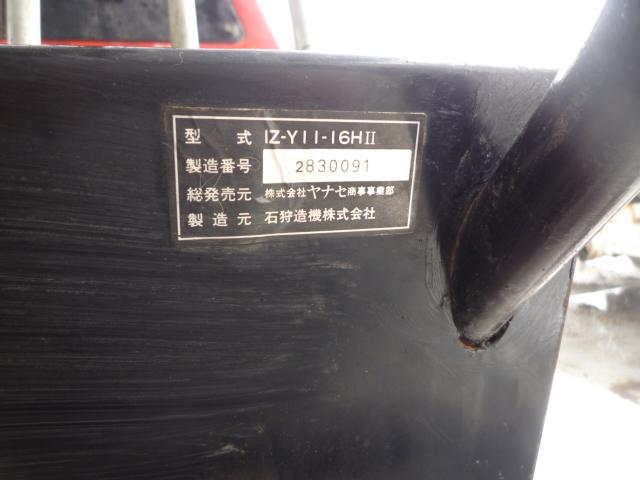 型式 IZ-Y11-16HII
製造番号 2830091
総発売元 株式会社ヤナセ商事事業部
製造元 石狩造機株式会社